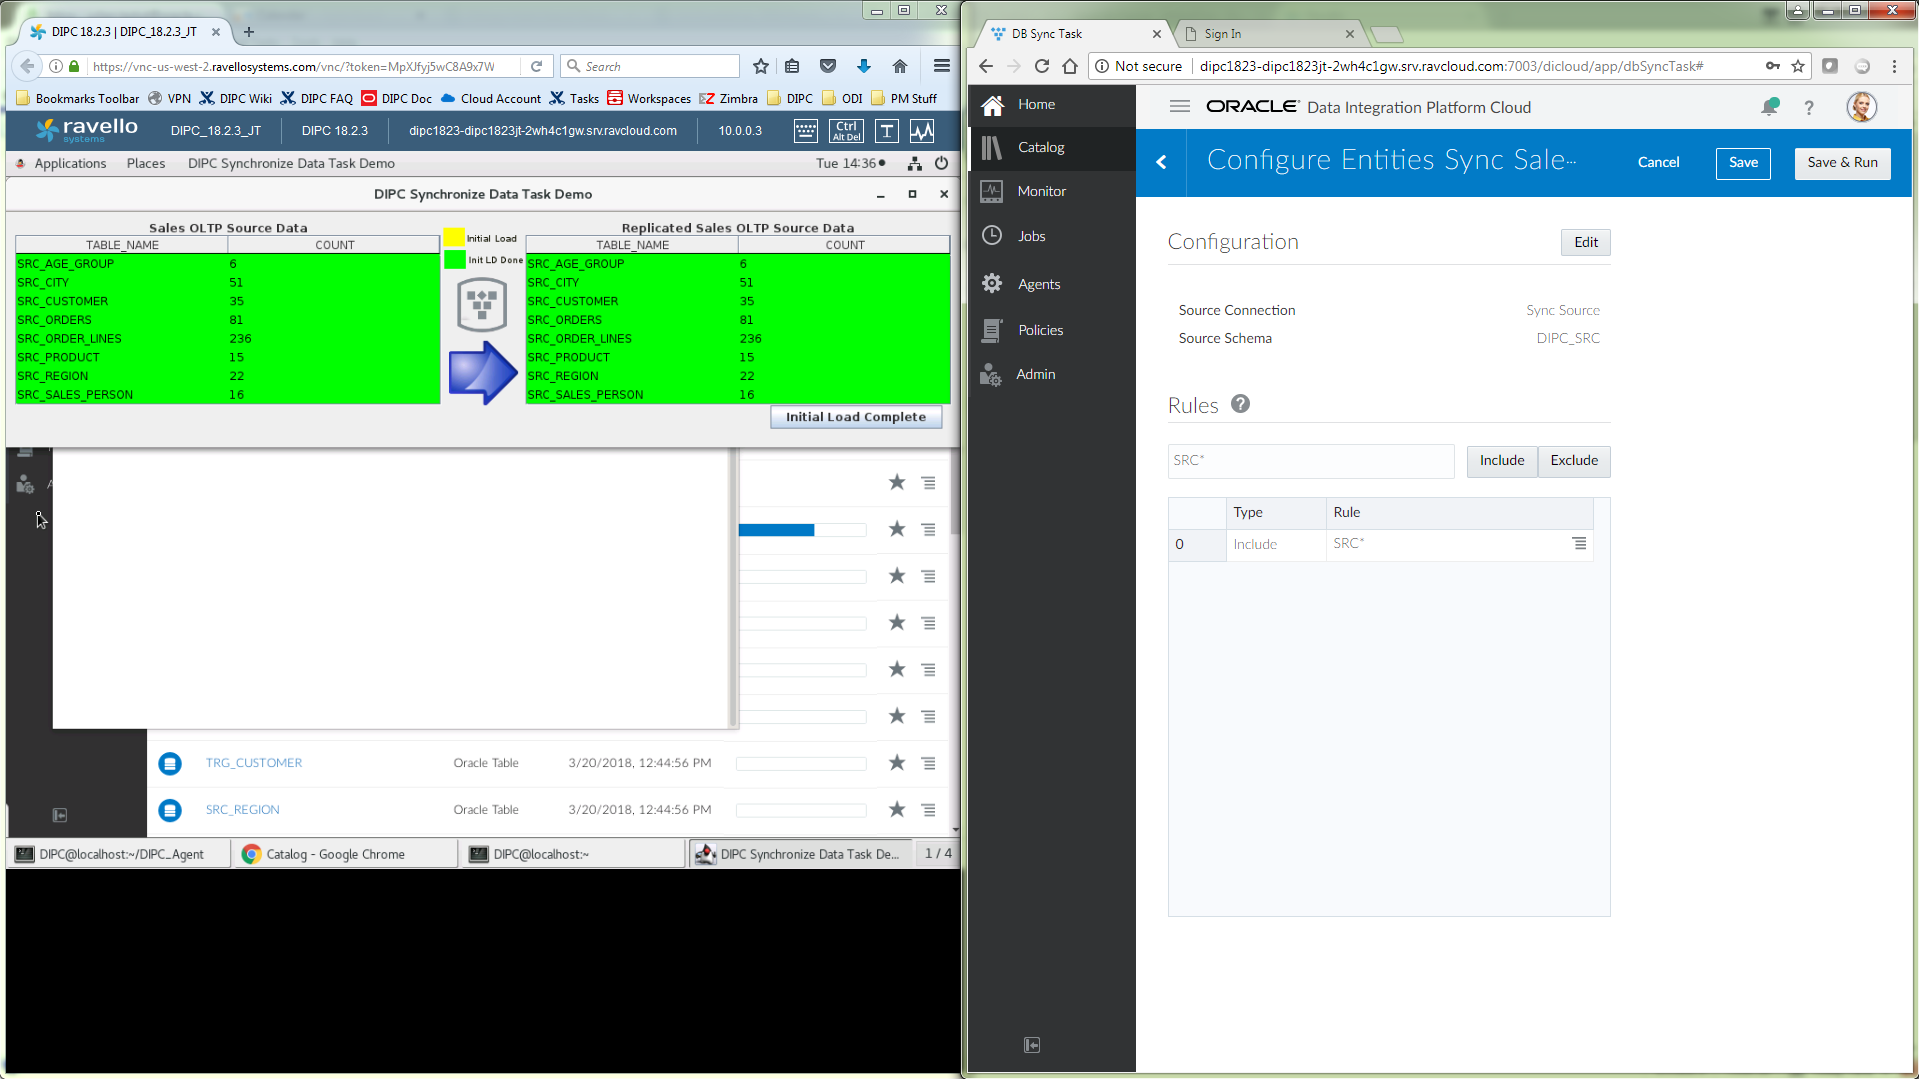 DIPC 18.2.3 | DIPC_18.2.3_JT
https://vnc-us-west-2.ravellosystems.com/vnc/?token=MpXJfyj5wC8A9x7W
Search
Bookmarks Toolbar VPN DIPC Wiki DIPC FAQ DIPC Doc Cloud Account Tasks Workspaces Zimbra DIPC ODI PM Stuff
ravello systems DIPC_18.2.3_JT DIPC 18.2.3 dipc1823-dipc1823jt-2wh4c1gw.srv.ravcloud.com 10.0.0.3 Ctrl Alt Del
Applications Places DIPC Synchronize Data Task Demo Tue 14:36
DIPC Synchronize Data Task Demo
Sales OLTP Source Data
TABLE_NAME COUNT
SRC_AGE_GROUP 6
SRC_CITY 51
SRC_CUSTOMER 35
SRC_ORDERS 81
SRC_ORDER_LINES 236
SRC_PRODUCT 15
SRC_REGION 22
SRC_SALES_PERSON 16
Initial Load
Init LD Done
Replicated Sales OLTP Source Data
TABLE_NAME COUNT
SRC_AGE_GROUP 6
SRC_CITY 51
SRC_CUSTOMER 35
SRC_ORDERS 81
SRC_ORDER_LINES 236
SRC_PRODUCT 15
SRC_REGION 22
SRC_SALES_PERSON 16
Initial Load Complete
TRG_CUSTOMER Oracle Table 3/20/2018, 12:44:56 PM
SRC_REGION Oracle Table 3/20/2018, 12:44:56 PM
DIPC@localhost:~/DIPC_Agent Catalog - Google Chrome DIPC@localhost:~ DIPC Synchronize Data Task De... 1 / 4
DB Sync Task Sign In
Not secure dipc1823-dipc1823jt-2wh4c1gw.srv.ravcloud.com:7003/dicloud/app/dbSyncTask#
Home
Catalog
Monitor
Jobs
Agents
Policies
Admin
ORACLE® Data Integration Platform Cloud ?
Configure Entities Sync Sale... Cancel Save Save & Run
Configuration Edit
Source Connection Sync Source
Source Schema DIPC_SRC
Rules ?
SRC* Include Exclude
Type Rule
0 Include SRC*